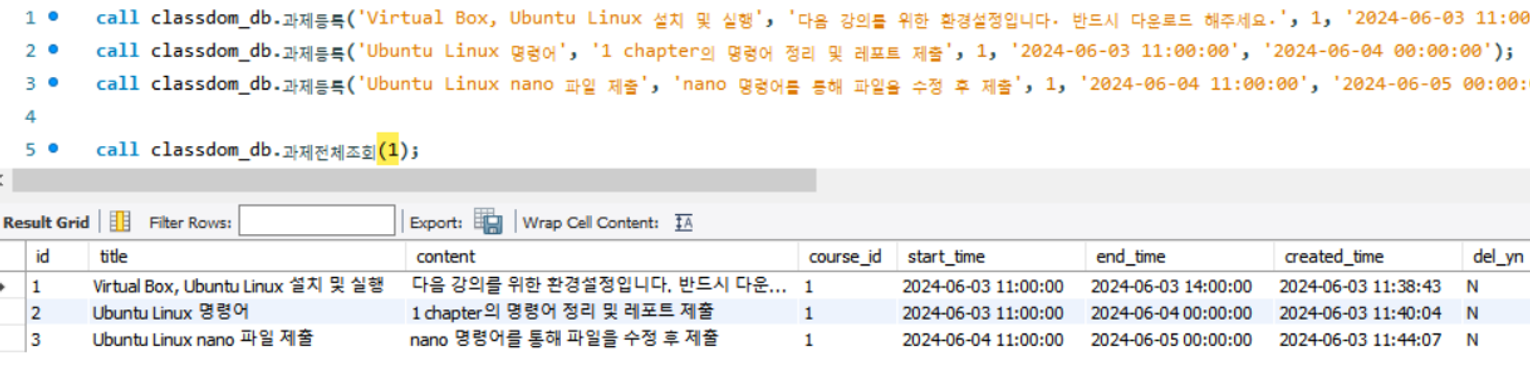 1 call classdom_db.과제등록('Virtual Box, Ubuntu Linux 설치 및 실행', '다음 강의를 위한 환경설정입니다. 반드시 다운로드 해주세요.', 1, '2024-06-03 11:00
2 call classdom_db.과제등록('Ubuntu Linux 명령어', '1 chapter의 명령어 정리 및 레포트 제출', 1, '2024-06-03 11:00:00', '2024-06-04 00:00:00');
3 call classdom_db.과제등록('Ubuntu Linux nano 파일 제출', 'nano 명령어를 통해 파일을 수정 후 제출', 1, '2024-06-04 11:00:00', '2024-06-05 00:00:
4
5 call classdom_db.과제전체조회(1);
Result Grid Filter Rows: Export: Wrap Cell Content: IA
id title content course_id start_time end_time created_time del_yn
1 Virtual Box, Ubuntu Linux 설치 및 실행 다음 강의를 위한 환경설정입니다. 반드시 다운... 1 2024-06-03 11:00:00 2024-06-03 14:00:00 2024-06-03 11:38:43 N
2 Ubuntu Linux 명령어 1 chapter의 명령어 정리 및 레포트 제출 1 2024-06-03 11:00:00 2024-06-04 00:00:00 2024-06-03 11:40:04 N
3 Ubuntu Linux nano 파일 제출 nano 명령어를 통해 파일을 수정 후 제출 1 2024-06-04 11:00:00 2024-06-05 00:00:00 2024-06-03 11:44:07 N